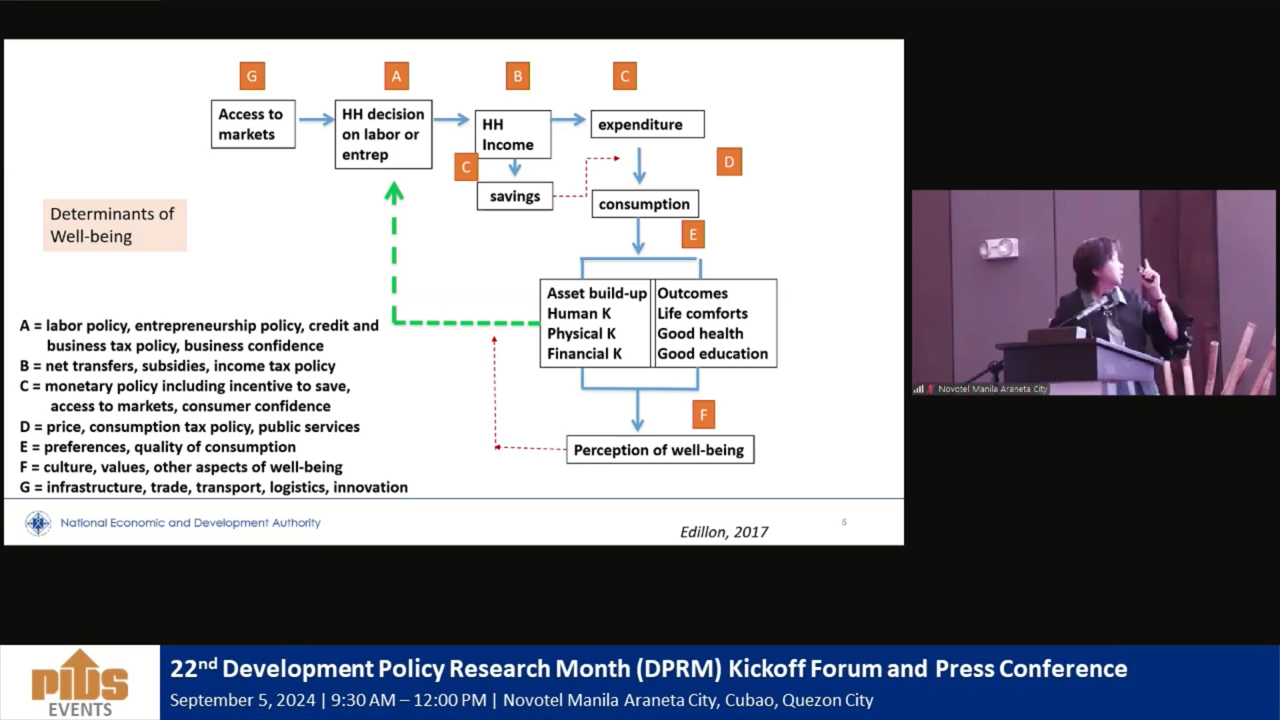 G
A
B
C
Access to
markets
HH decision
on labor or
entrep
HH
Income
expenditure
C
D
savings
consumption
Determinants of
Well-being
E
Asset build-up
Human K
Physical K
Financial K
Outcomes
Life comforts
Good health
Good education
F
Perception of well-being
A = labor policy, entrepreneurship policy, credit and
business tax policy, business confidence
B = net transfers, subsidies, income tax policy
C = monetary policy including incentive to save,
access to markets, consumer confidence
D = price, consumption tax policy, public services
E = preferences, quality of consumption
F = culture, values, other aspects of well-being
G = infrastructure, trade, transport, logistics, innovation
National Economic and Development Authority
Edillon, 2017
5
Novotel Manila Araneta City
PIDS
EVENTS
22nd Development Policy Research Month (DPRM) Kickoff Forum and Press Conference
September 5, 2024 | 9:30 AM – 12:00 PM | Novotel Manila Araneta City, Cubao, Quezon City